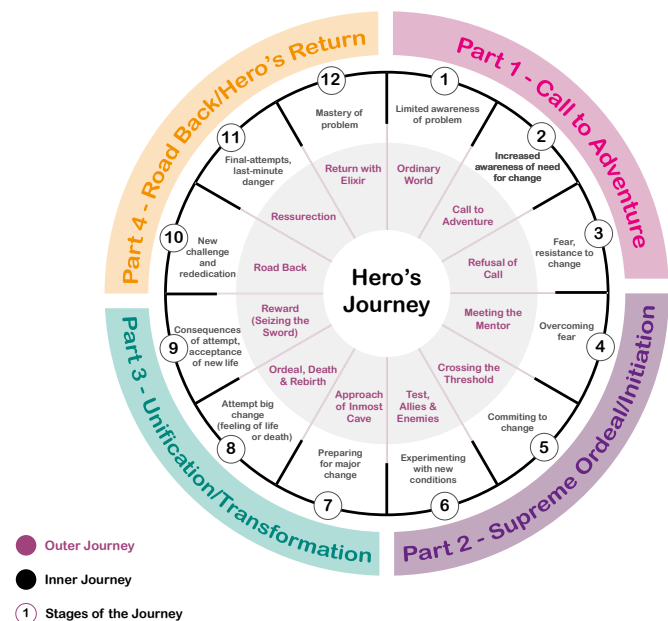 Part 1 - Call to Adventure
Part 2 - Supreme Ordeal/Initiation
Part 3 - Unification/Transformation
Part 4 - Road Back/Hero's Return
Hero's
Journey
1
Limited awareness
of problem
Ordinary
World
2
Increased
awareness of need
for change
Call to
Adventure
3
Fear,
resistance to
change
Refusal of
Call
4
Overcoming
fear
Meeting the
Mentor
5
Commiting to
change
Crossing the
Threshold
6
Experimenting
with new
conditions
Test,
Allies &
Enemies
7
Preparing
for major
change
Approach
of Inmost
Cave
8
Attempt big
change
(feeling of life
or death)
Ordeal, Death
& Rebirth
9
Consequences
of attempt,
acceptance
of new life
Reward
(Seizing the
Sword)
10
New
challenge
and
rededication
Road Back
11
Final-attempts,
last-minute
danger
Ressurection
12
Mastery of
problem
Return with
Elixir
Outer Journey
Inner Journey
1 Stages of the Journey